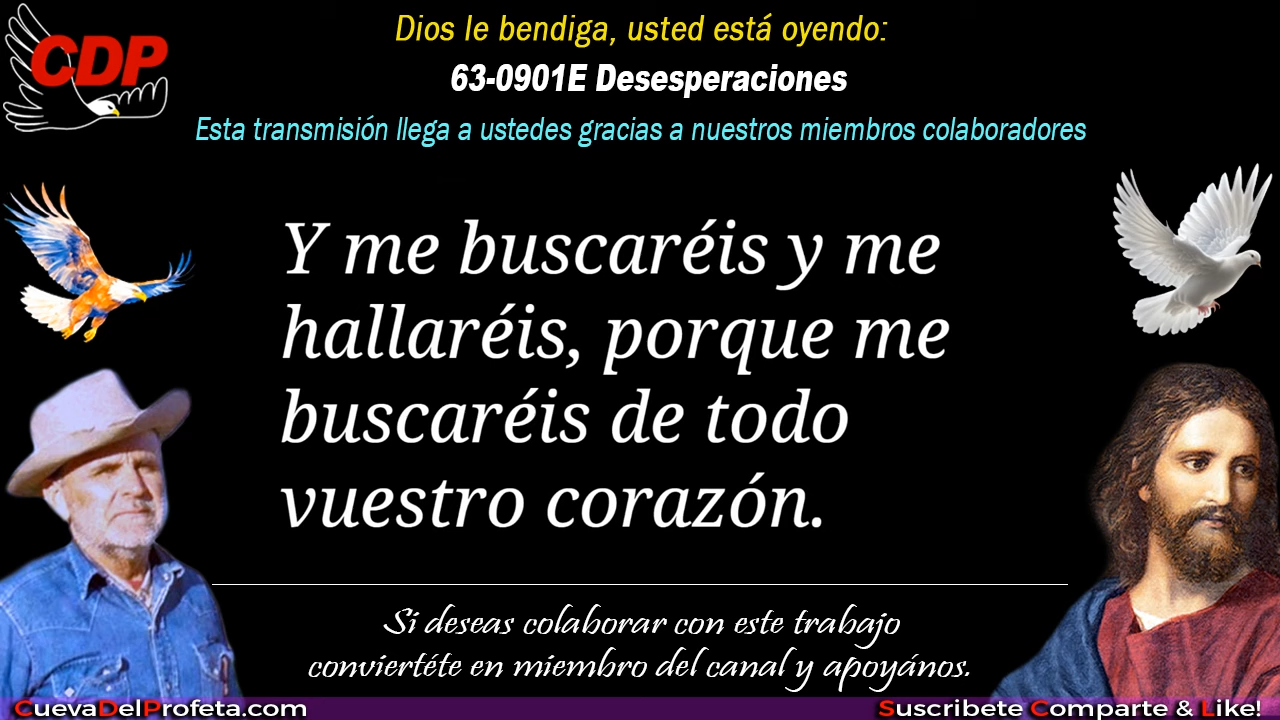 CDP
Dios le bendiga, usted está oyendo:
63-0901E Desesperaciones
Esta transmisión llega a ustedes gracias a nuestros miembros colaboradores
Y me buscaréis y me
hallaréis, porque me
buscaréis de todo
vuestro corazón.
Si deseas colaborar con este trabajo
conviertéte en miembro del canal y apoyános.
CuevaDelProfeta.com
Suscribete Comparte & Like!